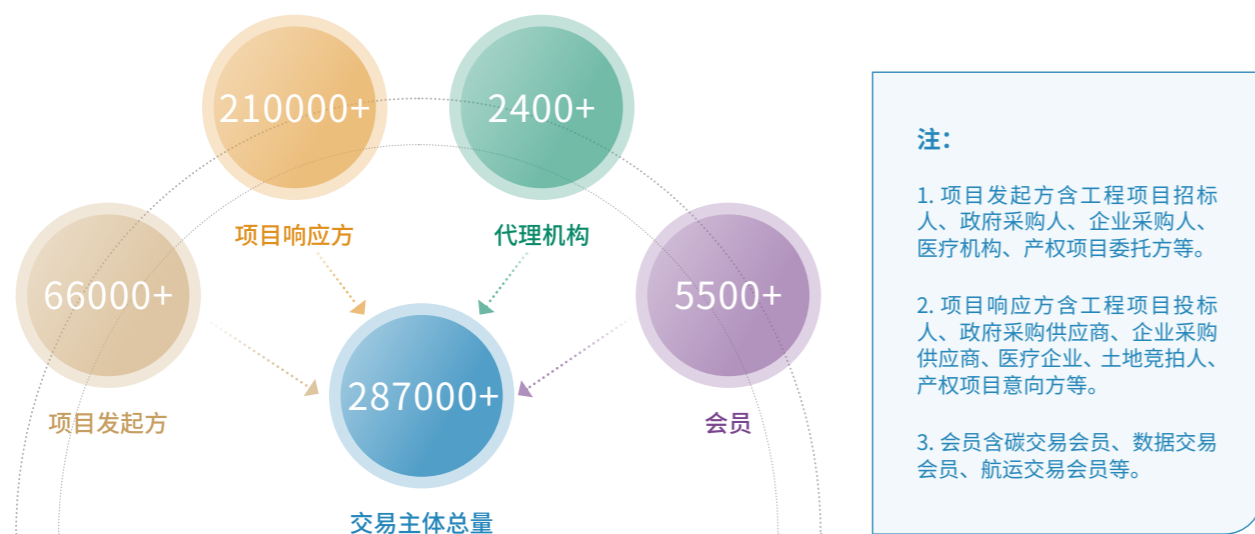 210000+
项目响应方
2400+
代理机构
66000+
项目发起方
5500+
会员
287000+
交易主体总量
注：
1. 项目发起方含工程项目招标
人、政府采购人、企业采购人、
医疗机构、产权项目委托方等。
2. 项目响应方含工程项目投标
人、政府采购供应商、企业采购
供应商、医疗企业、土地竞拍人、
产权项目意向方等。
3. 会员含碳交易会员、数据交易
会员、航运交易会员等。